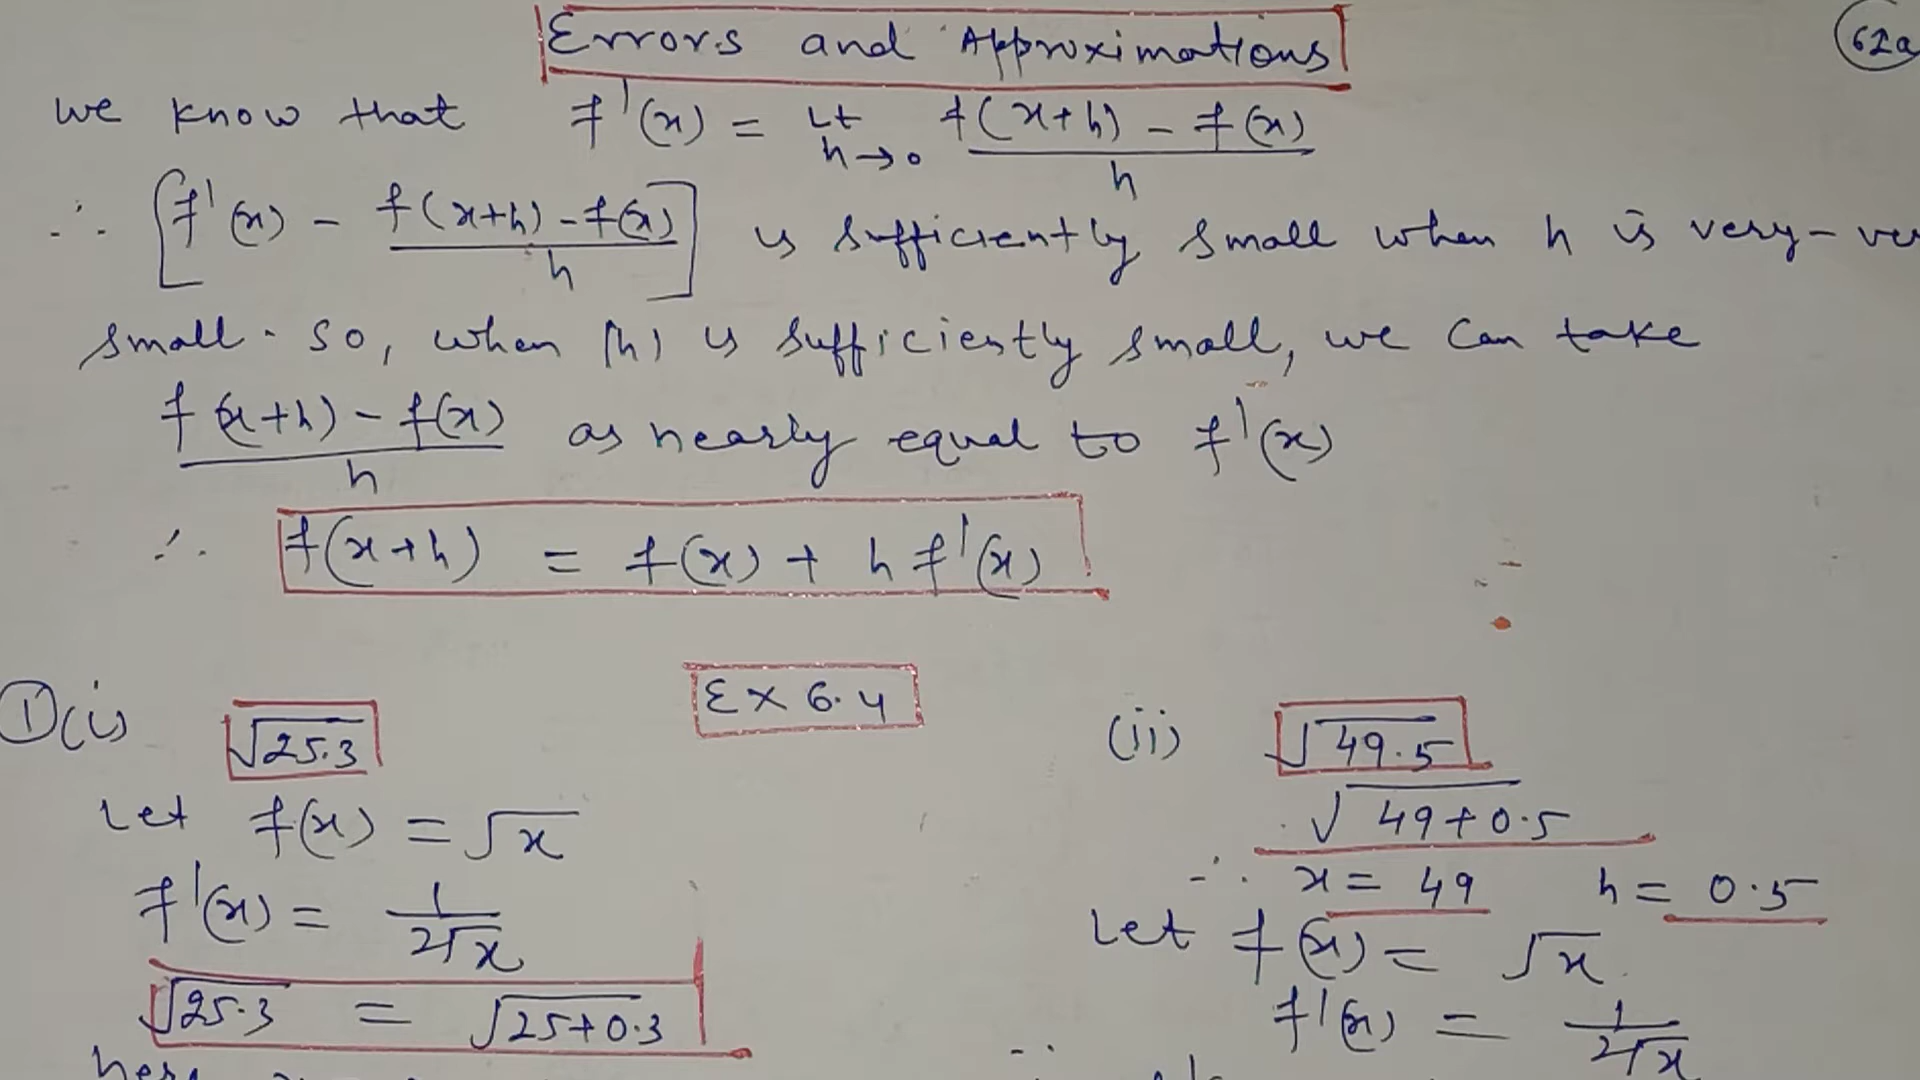 Errors and Approximations
62a
We know that f'(x) = Lt h→0 f(x+h) - f(x) / h
∴ [f'(x) - f(x+h) - f(x) / h] is sufficiently small when h is very-
small. So, when |h| is sufficiently small, we can take
f(x+h) - f(x) / h as nearly equal to f'(x)
∴ f(x+h) = f(x) + h f'(x)
Ex 6.4
①(i) √25.3
Let f(x) = √x
f'(x) = 1 / 2√x
√25.3 = √25+0.3
(ii) √49.5
√49+0.5
∴ x = 49 h = 0.5
Let f(x) = √x
f'(x) = 1 / 2√x